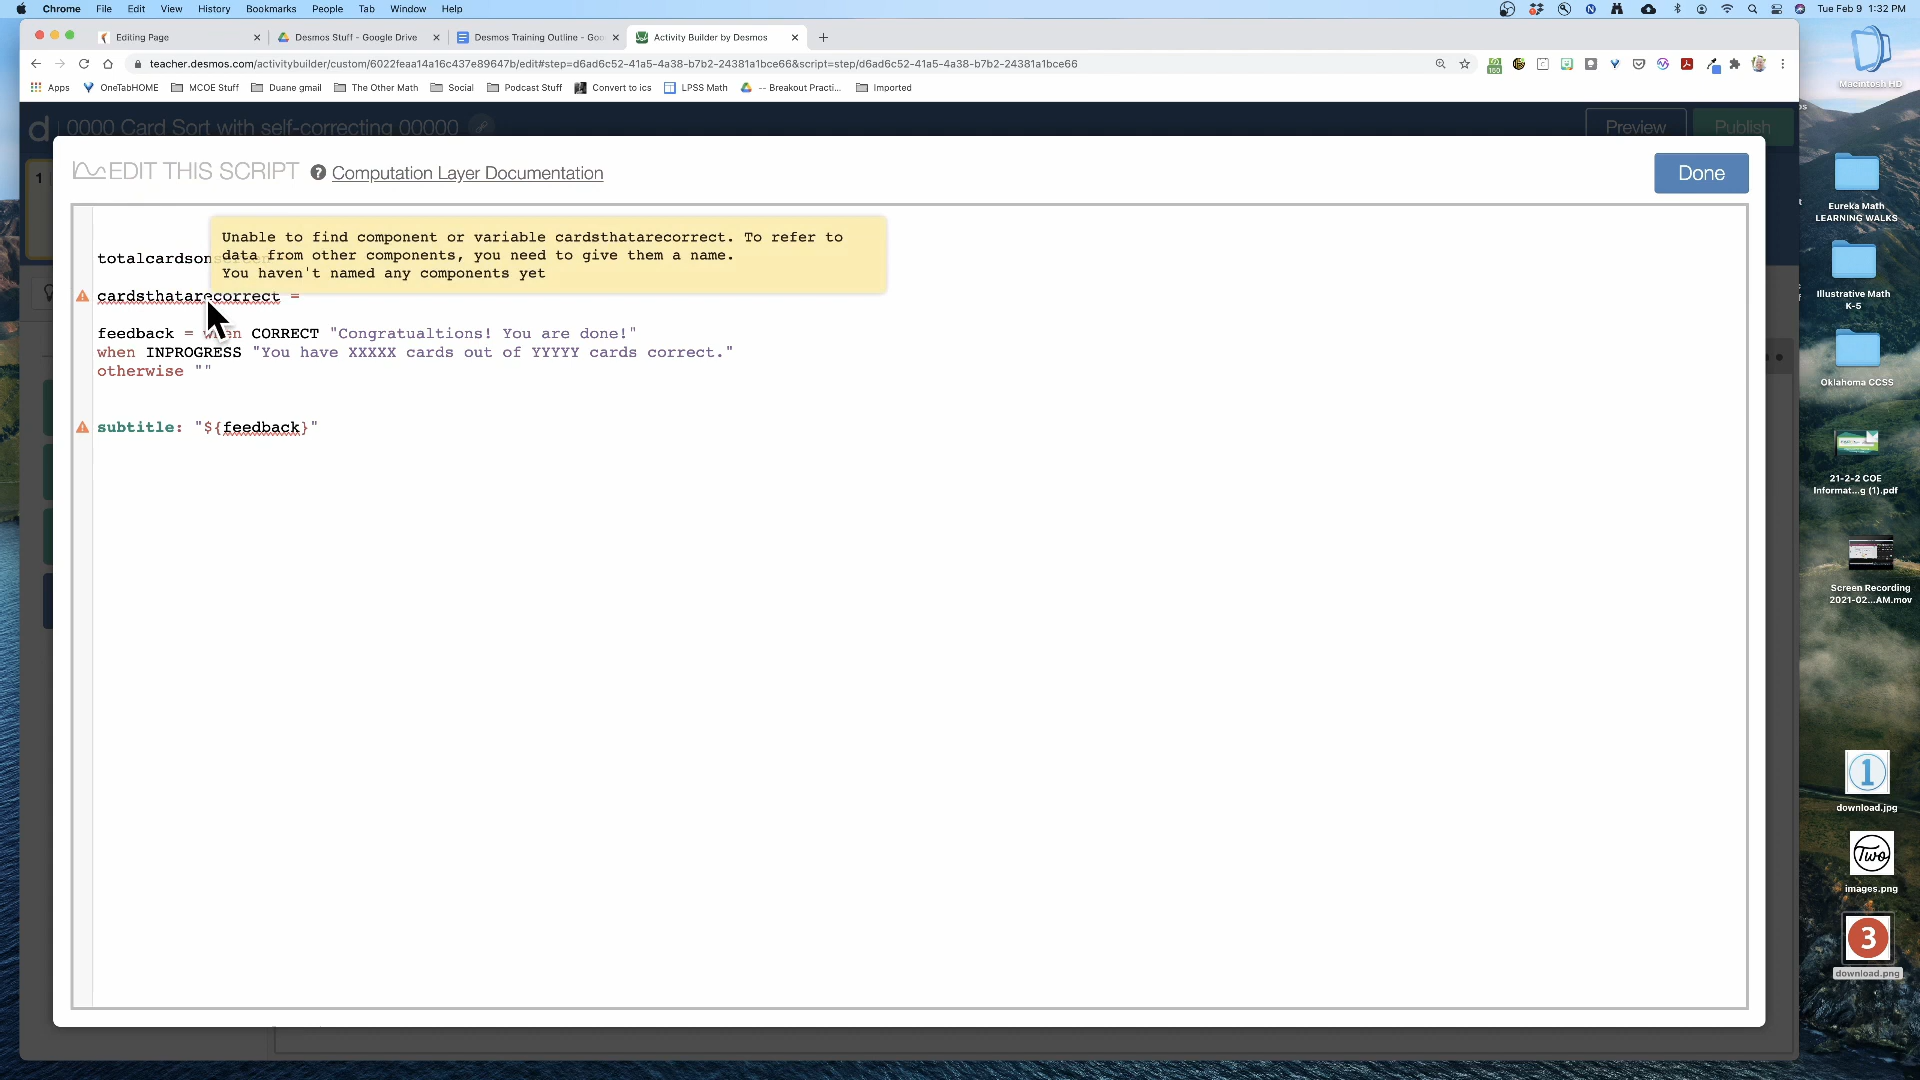 Chrome File Edit View History Bookmarks People Tab Window Help Tue Feb 9 1:32 PM
Editing Page Desmos Stuff - Google Drive Desmos Training Outline - Goo Activity Builder by Desmos
teacher.desmos.com/activitybuilder/custom/6022feaa14a16c437e89647b/edit#step=d6ad6c52-41a5-4a38-b7b2-24381a1bce66&script=step/d6ad6c52-41a5-4a38-b7b2-24381a1bce66
Apps OneTabHOME MCOE Stuff Duane gmail The Other Math Social Podcast Stuff Convert to ics LPSS Math -- Breakout Practi... Imported
Macintosh HD
d 0000 Card Sort with self-correcting 00000 Preview Publish
1
EDIT THIS SCRIPT ? Computation Layer Documentation
Done
Unable to find component or variable cardsthatarecorrect. To refer to
data from other components, you need to give them a name.
You haven't named any components yet
totalcardson
cardsthatarecorrect =
feedback = when CORRECT "Congratualtions! You are done!"
when INPROGRESS "You have XXXXX cards out of YYYYY cards correct."
otherwise ""
subtitle: "${feedback}"
Eureka Math
LEARNING WALKS
Illustrative Math
K-5
Oklahoma CCSS
21-2-2 COE
Informat...g (1).pdf
Screen Recording
2021-02...AM.mov
1
download.jpg
Two
images.png
3
download.png